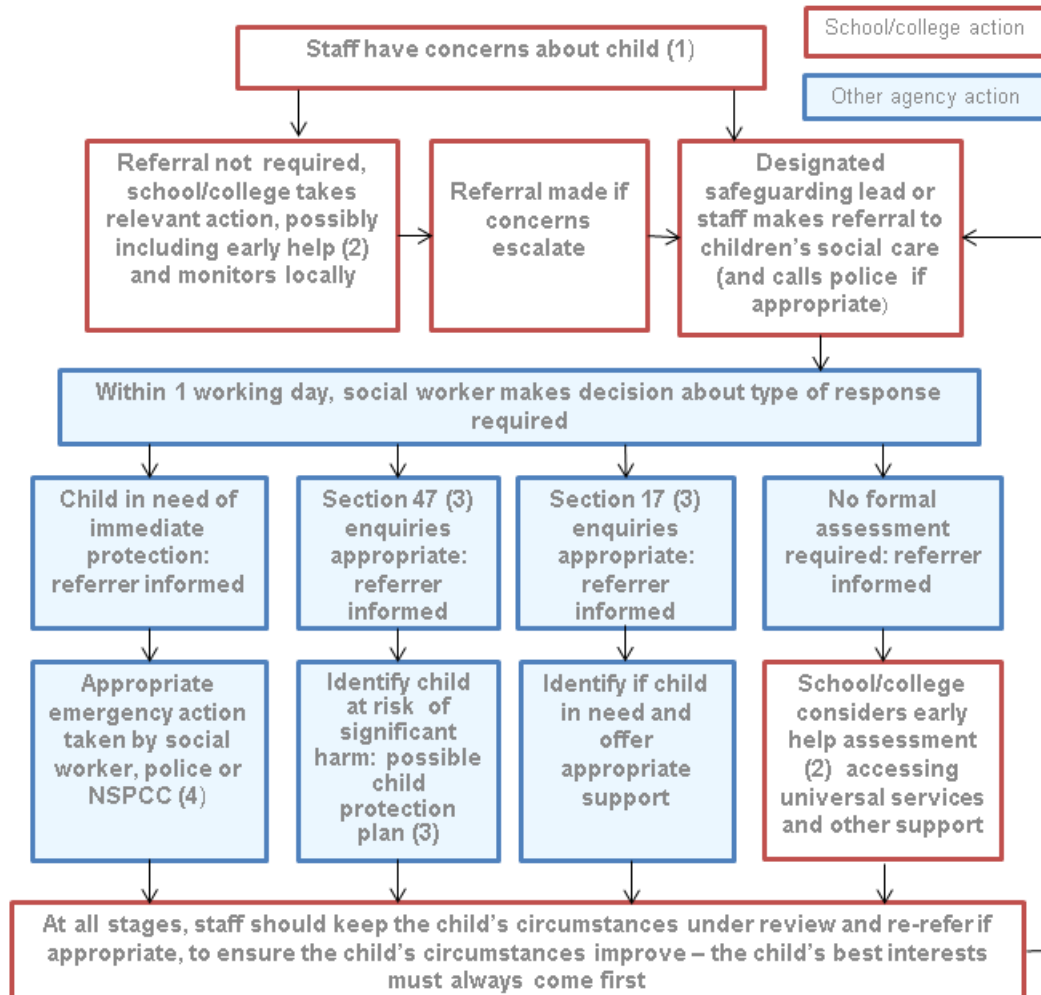 School/college action
Other agency action
Staff have concerns about child (1)
Referral not required,
school/college takes
relevant action, possibly
including early help (2)
and monitors locally
Referral made if
concerns
escalate
Designated
safeguarding lead or
staff makes referral to
children’s social care
(and calls police if
appropriate)
Within 1 working day, social worker makes decision about type of response
required
Child in need of
immediate
protection:
referrer informed
Section 47 (3)
enquiries
appropriate:
referrer
informed
Section 17 (3)
enquiries
appropriate:
referrer
informed
No formal
assessment
required: referrer
informed
Appropriate
emergency action
taken by social
worker, police or
NSPCC (4)
Identify child
at risk of
significant
harm: possible
child
protection
plan (3)
Identify if child
in need and
offer
appropriate
support
School/college
considers early
help assessment
(2) accessing
universal services
and other support
At all stages, staff should keep the child’s circumstances under review and re-refer if
appropriate, to ensure the child’s circumstances improve – the child’s best interests
must always come first